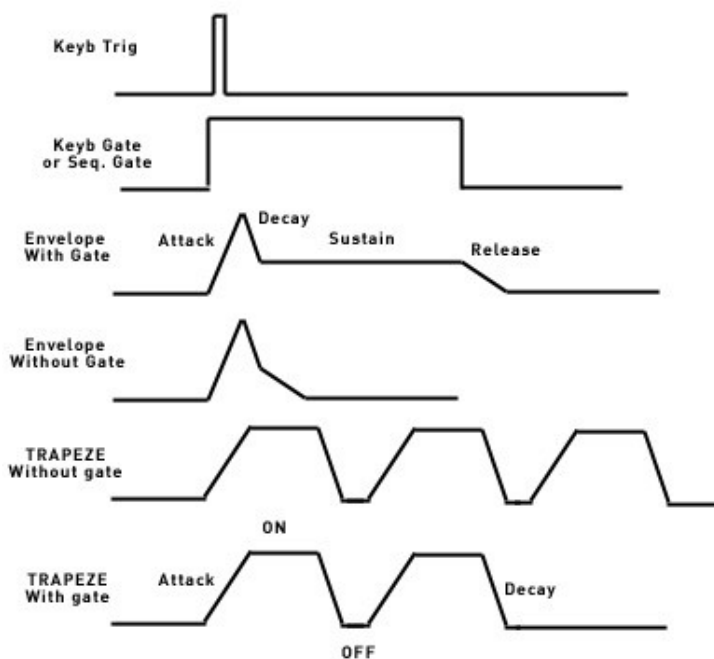 Keyb Trig
Keyb Gate
or Seq. Gate
Envelope
With Gate
Attack
Decay
Sustain
Release
Envelope
Without Gate
TRAPEZE
Without gate
ON
TRAPEZE
With gate
Attack
Decay
OFF